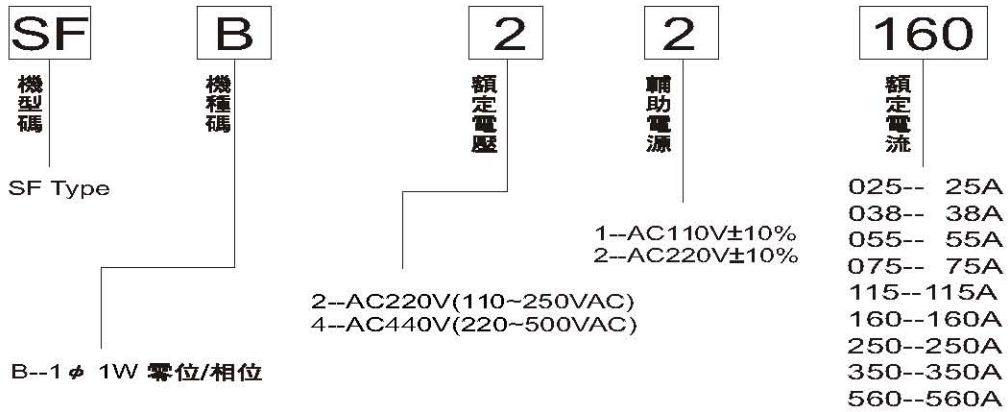 SF B 2 2 160
機型碼
機種碼
額定電壓
輔助電源
額定電流
SF Type
B--1ϕ 1W 零位/相位
2--AC220V(110~250VAC)
4--AC440V(220~500VAC)
1--AC110V±10%
2--AC220V±10%
025-- 25A
038-- 38A
055-- 55A
075-- 75A
115--115A
160--160A
250--250A
350--350A
560--560A